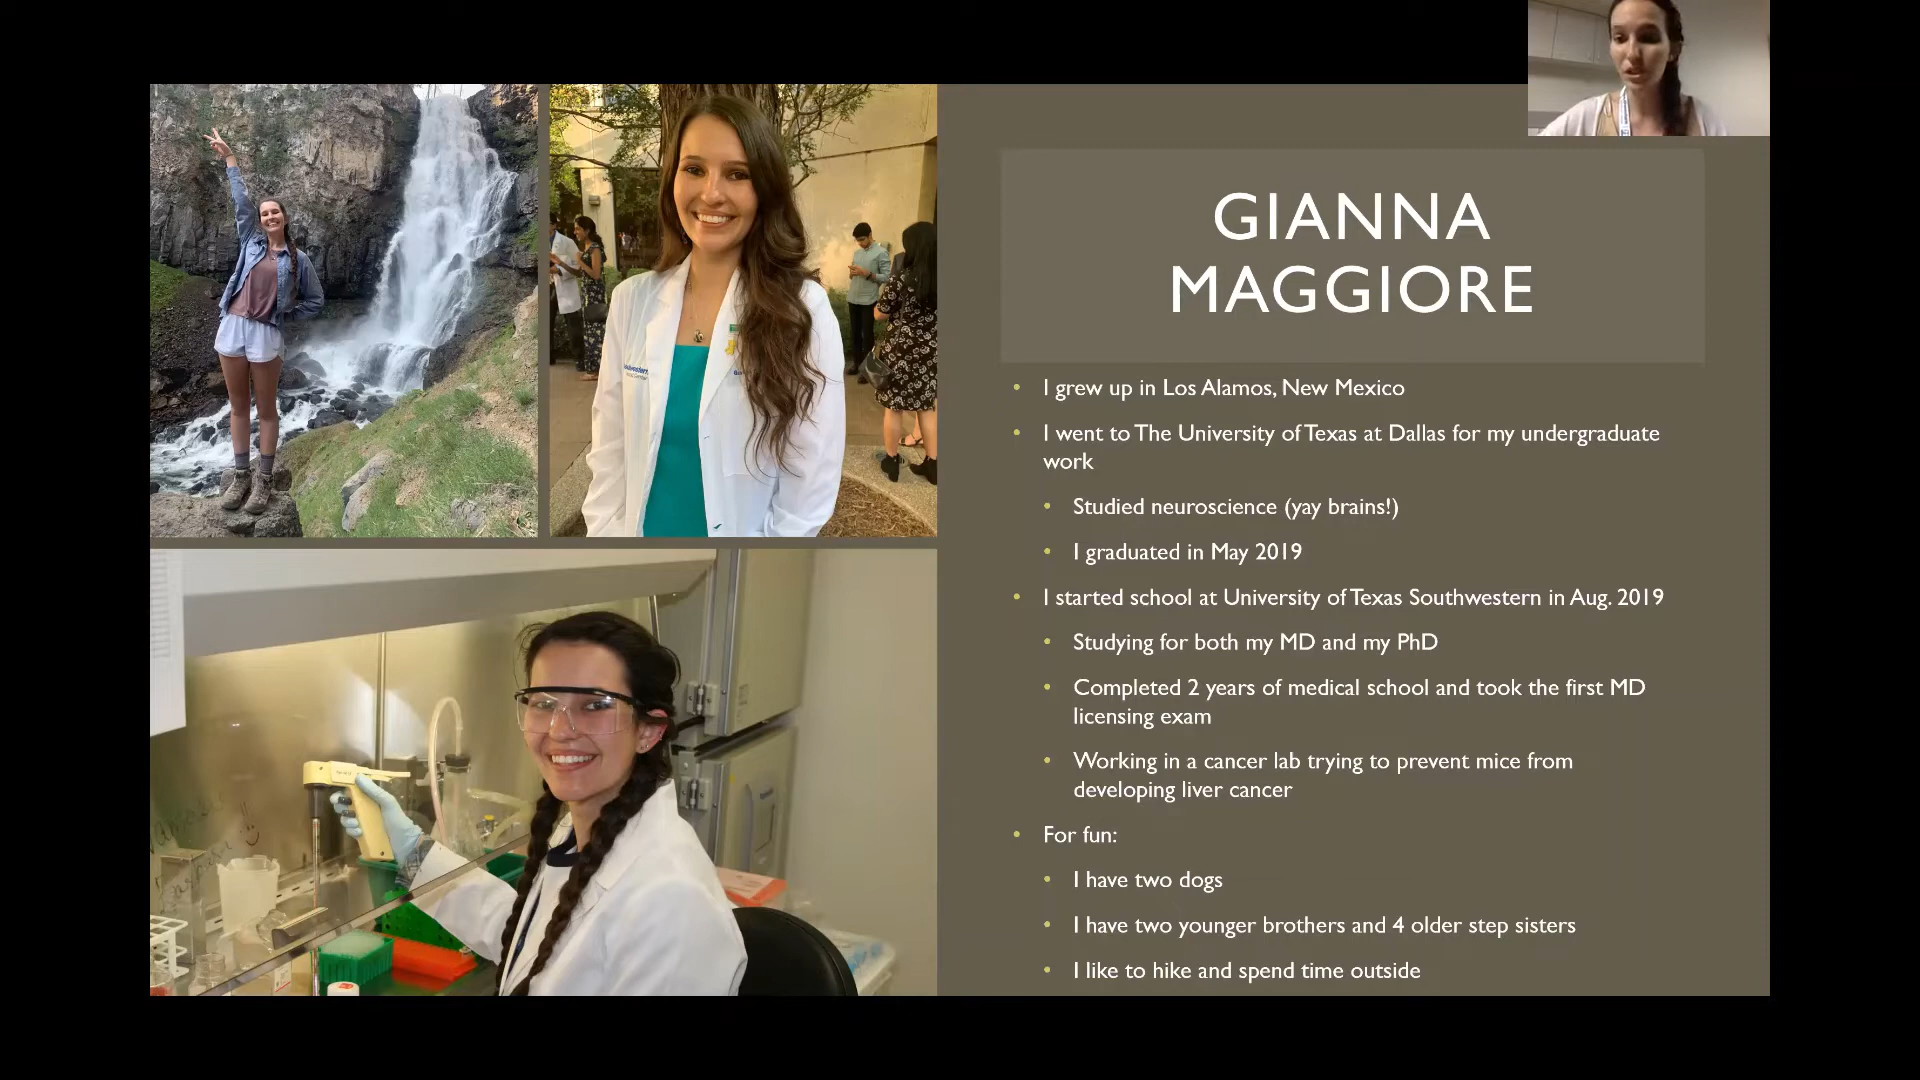 GIANNA
MAGGIORE
• I grew up in Los Alamos, New Mexico
• I went to The University of Texas at Dallas for my undergraduate
work
• Studied neuroscience (yay brains!)
• I graduated in May 2019
• I started school at University of Texas Southwestern in Aug. 2019
• Studying for both my MD and my PhD
• Completed 2 years of medical school and took the first MD
licensing exam
• Working in a cancer lab trying to prevent mice from
developing liver cancer
• For fun:
• I have two dogs
• I have two younger brothers and 4 older step sisters
• I like to hike and spend time outside